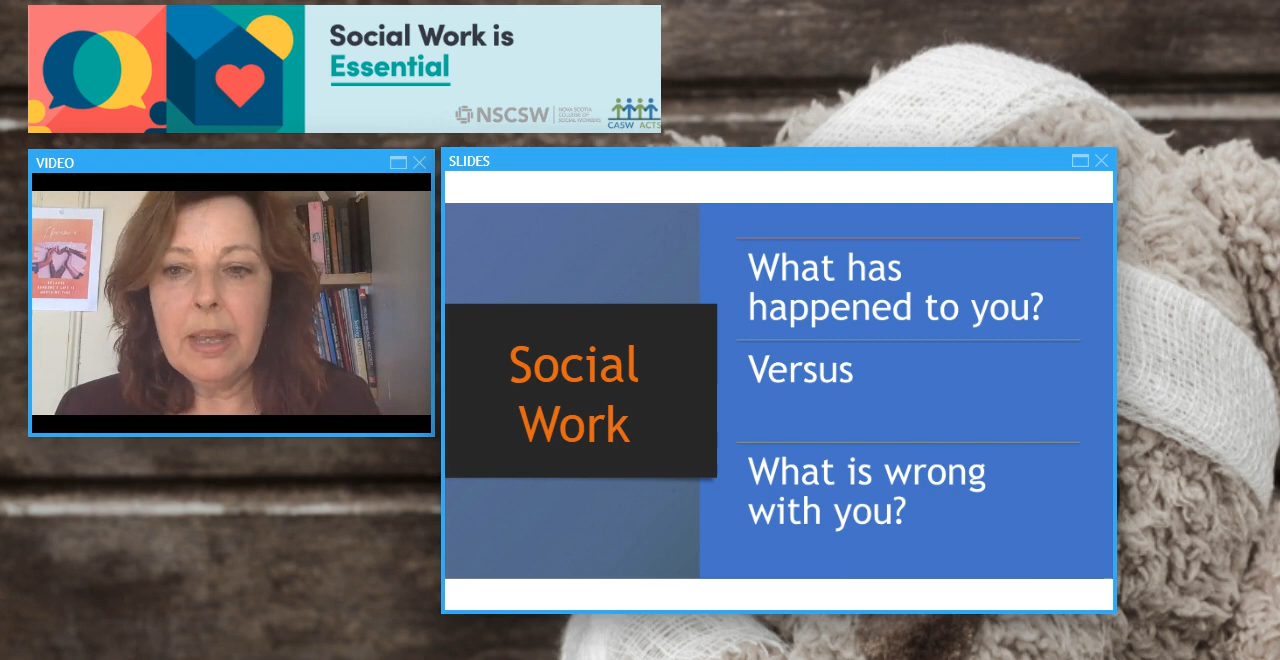 Social Work is
Essential
NSCSW
NOVA SCOTIA
COLLEGE OF
SOCIAL WORKERS
CASW ACTS
VIDEO
SLIDES
What has
happened to you?
Social
Work
Versus
What is wrong
with you?